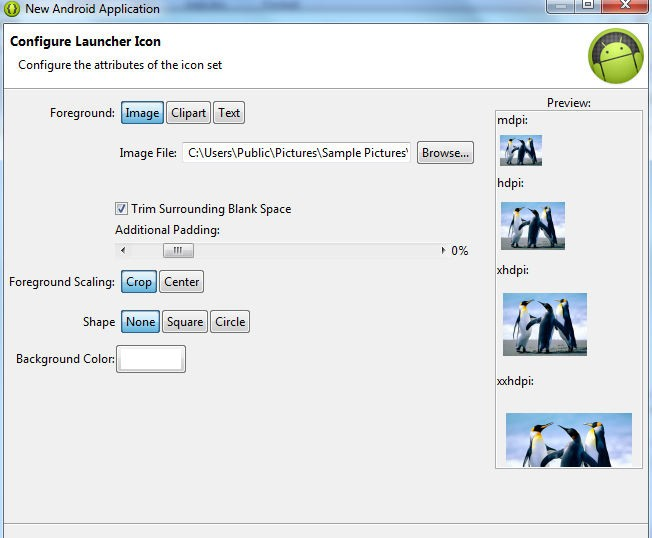 New Android Application
Configure Launcher Icon
Configure the attributes of the icon set
Foreground: Image Clipart Text
Image File: C:\Users\Public\Pictures\Sample Pictures\ Browse...
Trim Surrounding Blank Space
Additional Padding:
0%
Foreground Scaling: Crop Center
Shape None Square Circle
Background Color:
Preview:
mdpi:
hdpi:
xhdpi:
xxhdpi: